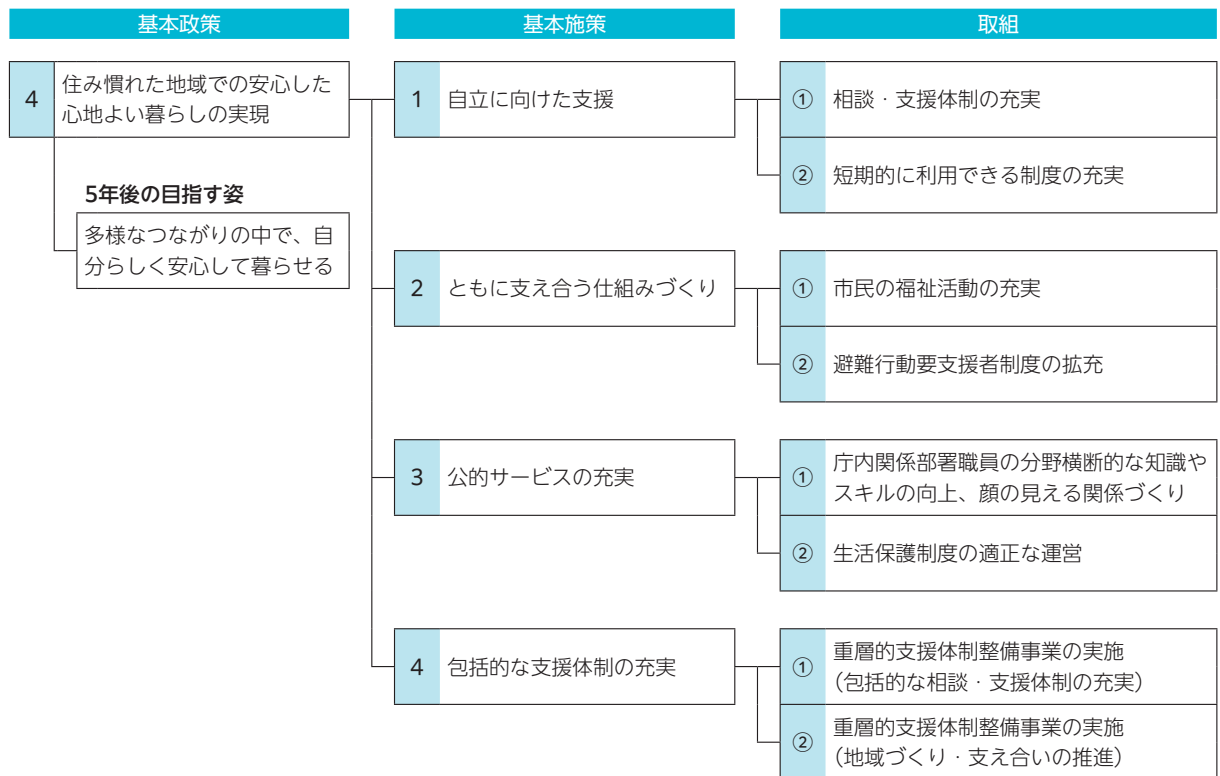 基本政策
基本施策
取組
4
住み慣れた地域での安心した
心地よい暮らしの実現
5年後の目指す姿
多様なつながりの中で、自
分らしく安心して暮らせる
1
自立に向けた支援
①
相談・支援体制の充実
②
短期的に利用できる制度の充実
2
ともに支え合う仕組みづくり
①
市民の福祉活動の充実
②
避難行動要支援者制度の拡充
3
公的サービスの充実
①
庁内関係部署職員の分野横断的な知識や
スキルの向上、顔の見える関係づくり
②
生活保護制度の適正な運営
4
包括的な支援体制の充実
①
重層的支援体制整備事業の実施
（包括的な相談・支援体制の充実）
②
重層的支援体制整備事業の実施
（地域づくり・支え合いの推進）